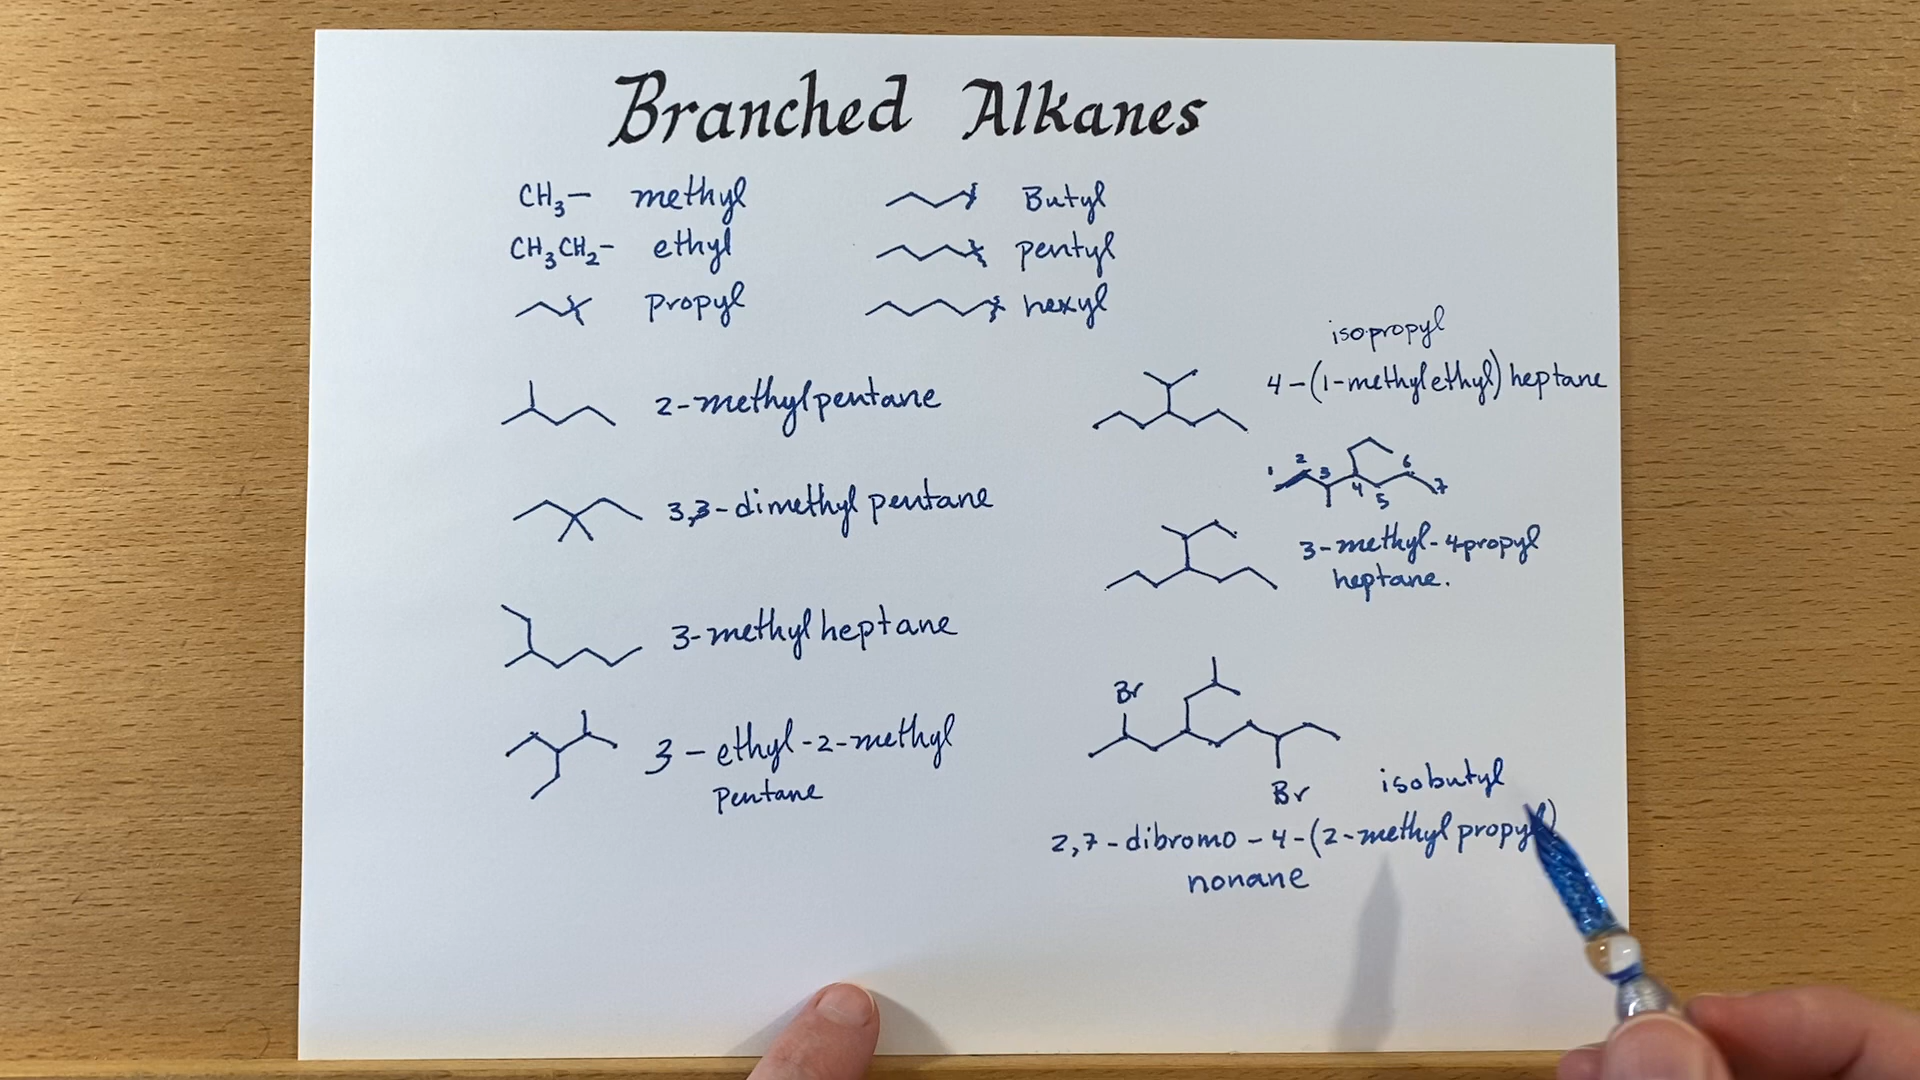 Branched Alkanes
CH₃– methyl
CH₃CH₂– ethyl
propyl
Butyl
pentyl
hexyl
2-methylpentane
3,3-dimethyl pentane
3-methyl heptane
3-ethyl-2-methyl
Pentane
isopropyl
4-(1-methylethyl) heptane
1 2 3 4 5 6 7
3-methyl-4propyl
heptane.
Br
Br
isobutyl
2,7-dibromo-4-(2-methyl propyl)
nonane